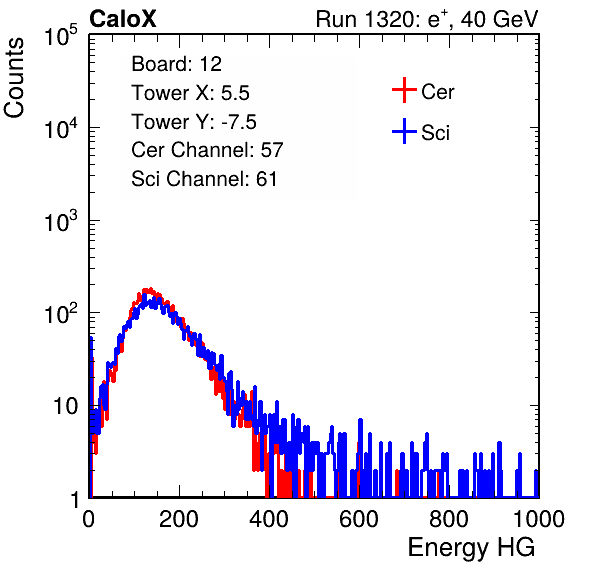 CaloX Run 1320: e⁺, 40 GeV
Counts
10⁵
10⁴
10³
10²
10
1
Board: 12
Tower X: 5.5
Tower Y: -7.5
Cer Channel: 57
Sci Channel: 61
Cer
Sci
0 200 400 600 800 1000
Energy HG